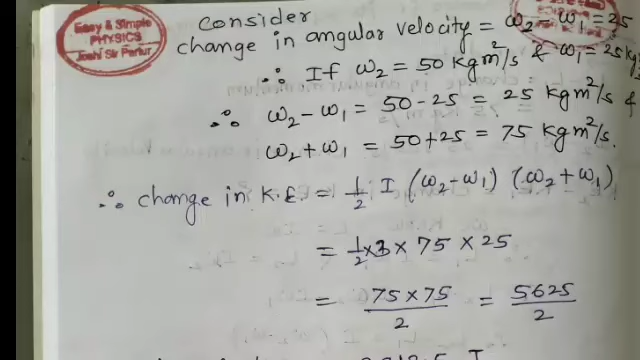 Easy & Simple
PHYSICS
Joshi Sir Partur
Consider
change in angular velocity = ω2 - ω1 = 25
∴ If ω2 = 50 kgm²/s & ω1 = 25 kg
∴ ω2 - ω1 = 50 - 25 = 25 kgm²/s &
ω2 + ω1 = 50 + 25 = 75 kgm²/s.
∴ change in K.E. = 1/2 I (ω2 - ω1) (ω2 + ω1)
= 1/2 × 3 × 75 × 25
= 75 × 75 / 2 = 5625 / 2